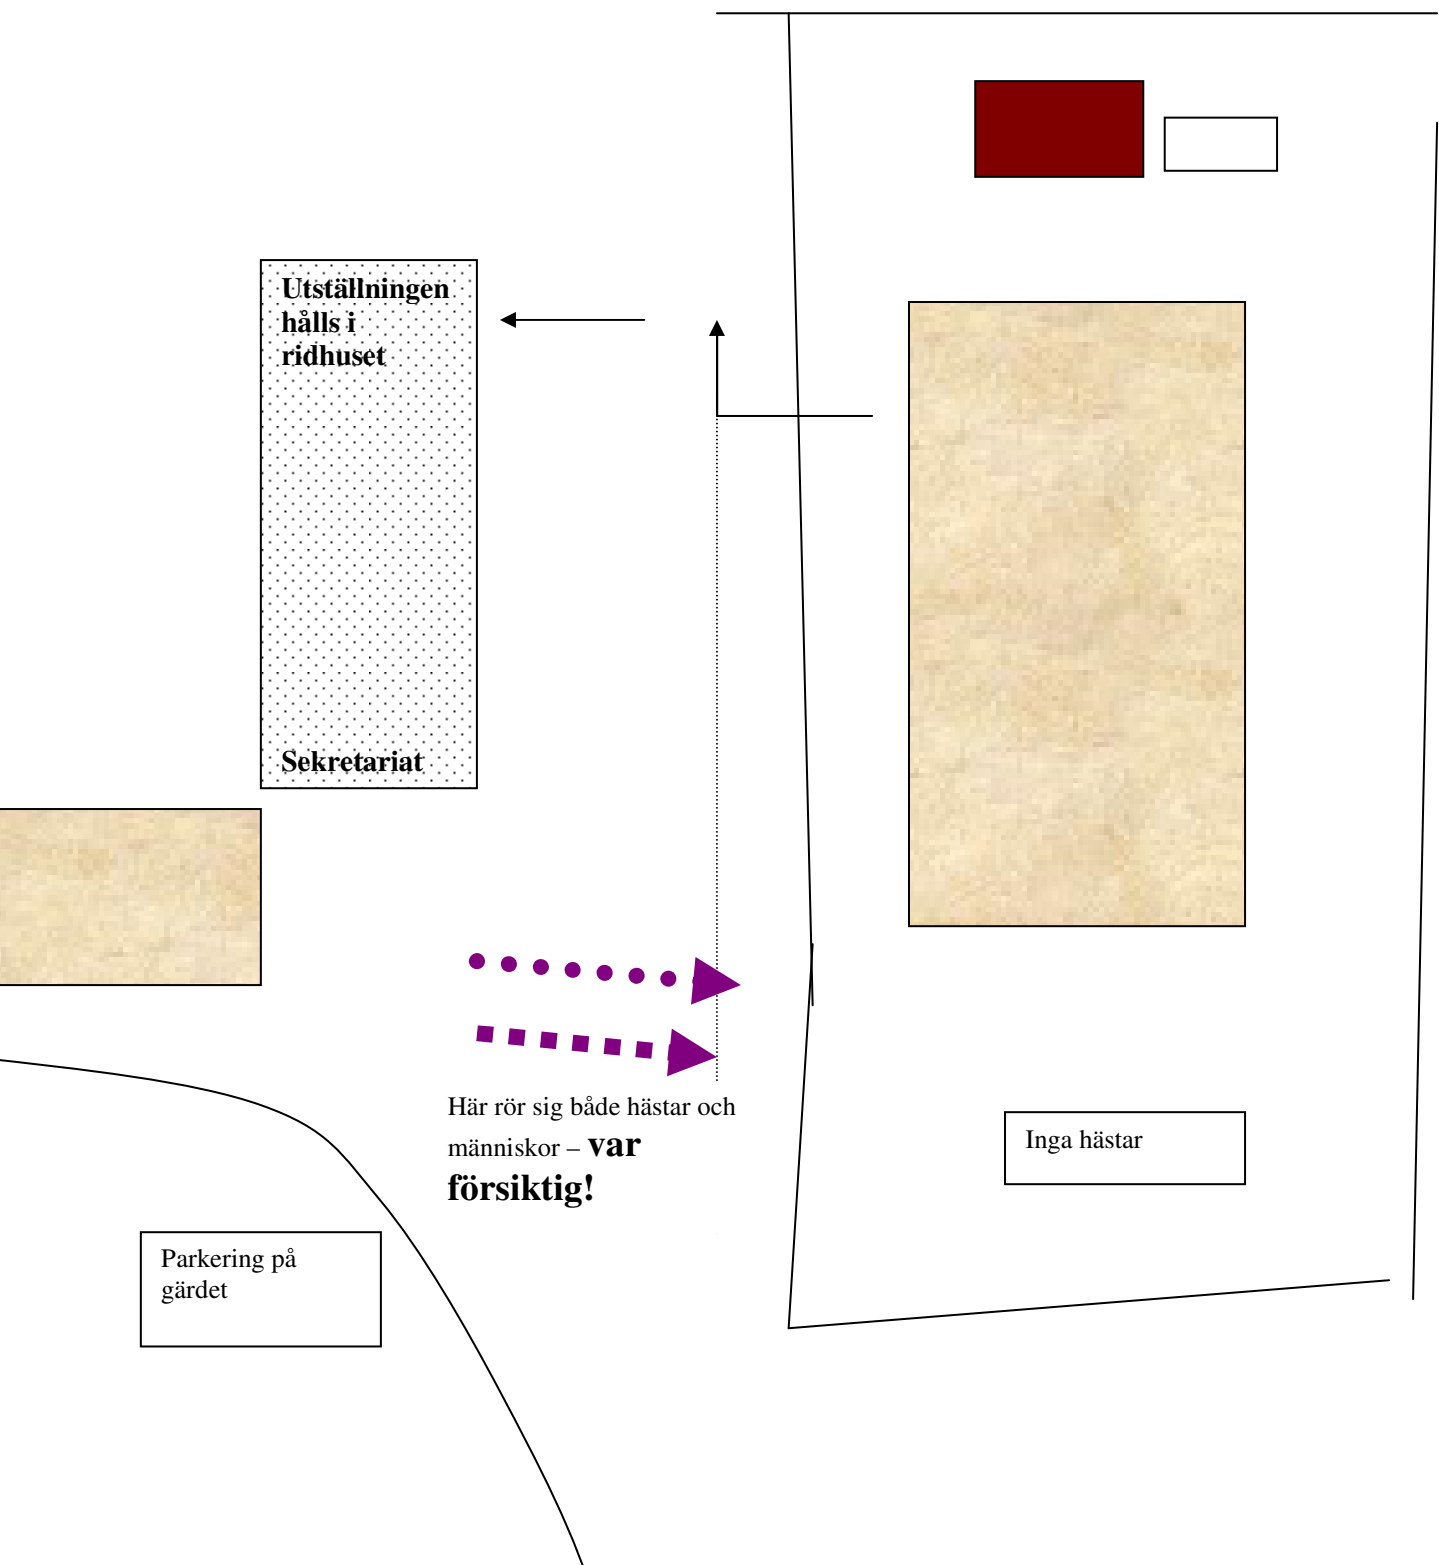 Utställningen
hålls i
ridhuset
Sekretariat
Här rör sig både hästar och
människor – var
försiktig!
Inga hästar
Parkering på
gärdet